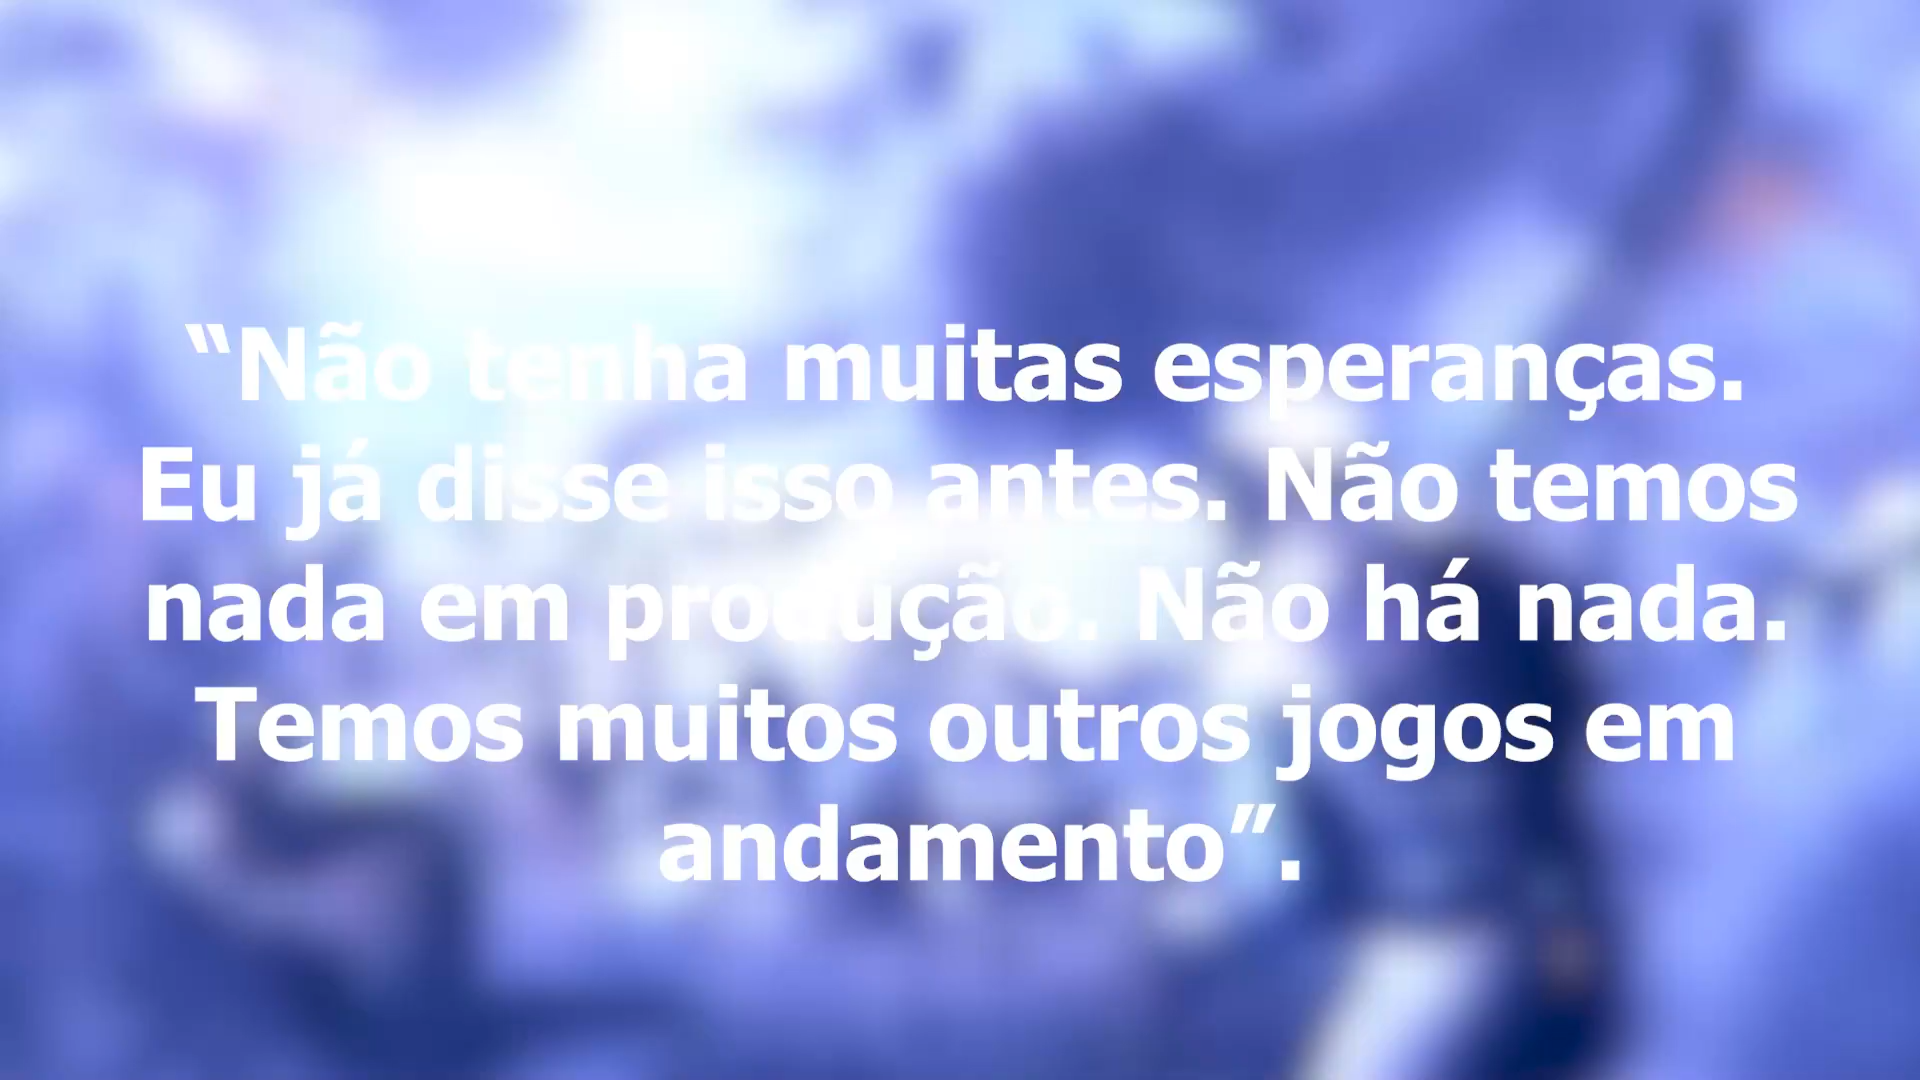 “Não tenha muitas esperanças.
Eu já disse isso antes. Não temos
nada em produção. Não há nada.
Temos muitos outros jogos em
andamento”.